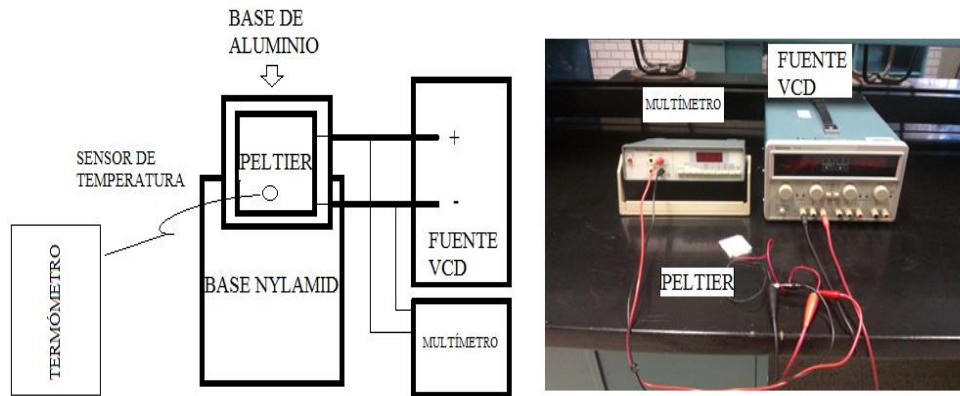 BASE DE
ALUMINIO
SENSOR DE
TEMPERATURA
PELTIER
+
-
FUENTE
VCD
BASE NYLAMID
TERMÓMETRO
MULTÍMETRO
FUENTE
VCD
MULTÍMETRO
PELTIER